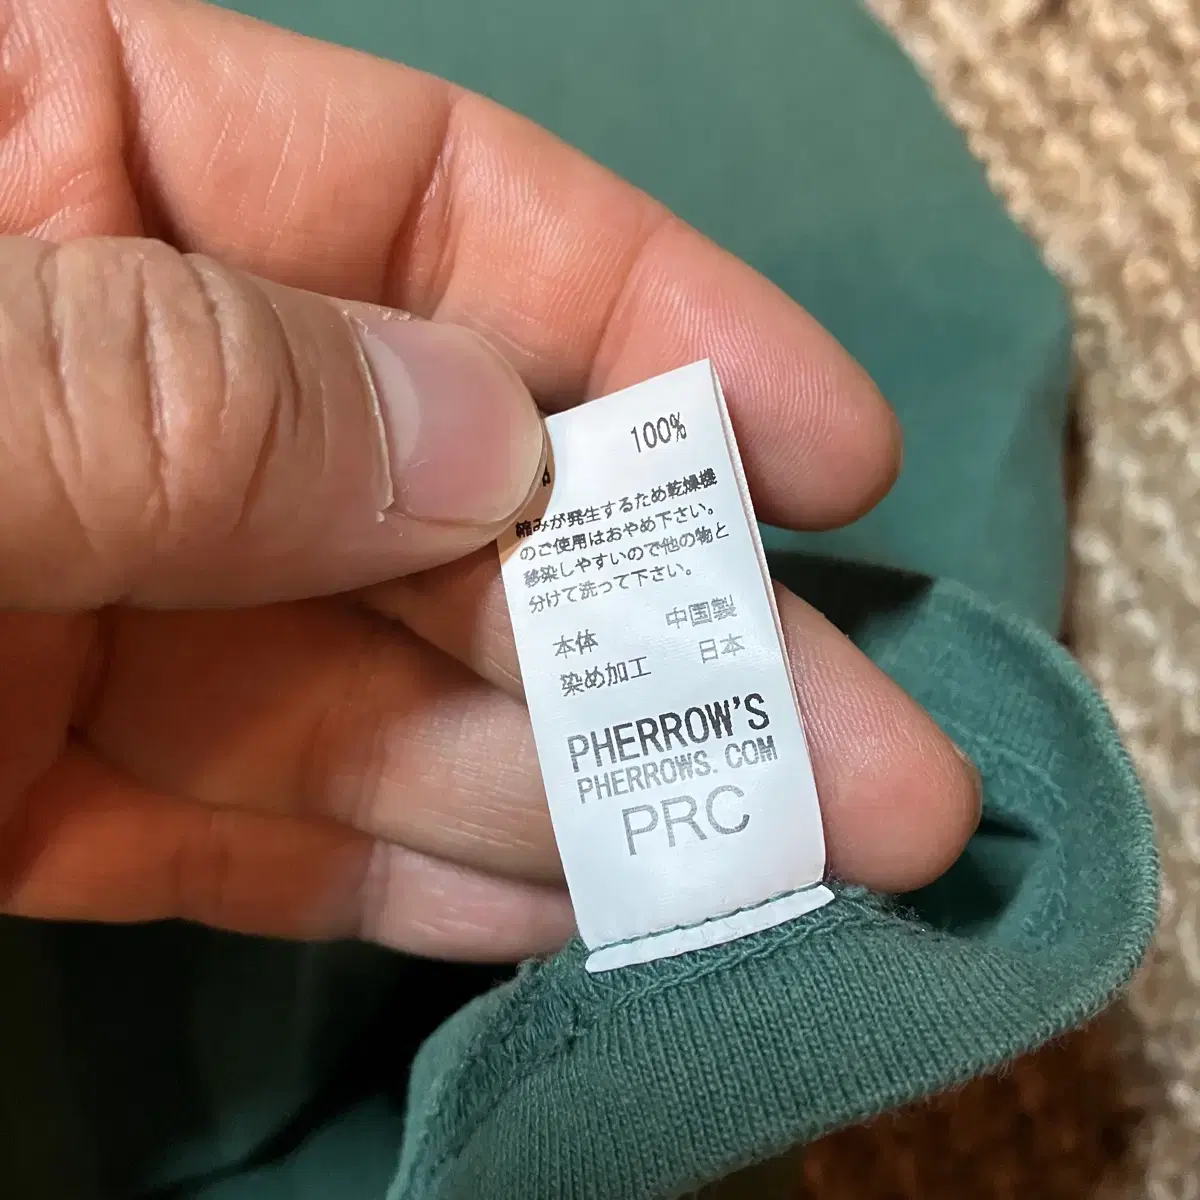 100%
縮みが発生するため乾燥機
のご使用はおやめ下さい。
移染しやすいので他の物と
分けて洗って下さい。
本体 中国製
染め加工 日本
PHERROW'S
PHERROWS.COM
PRC